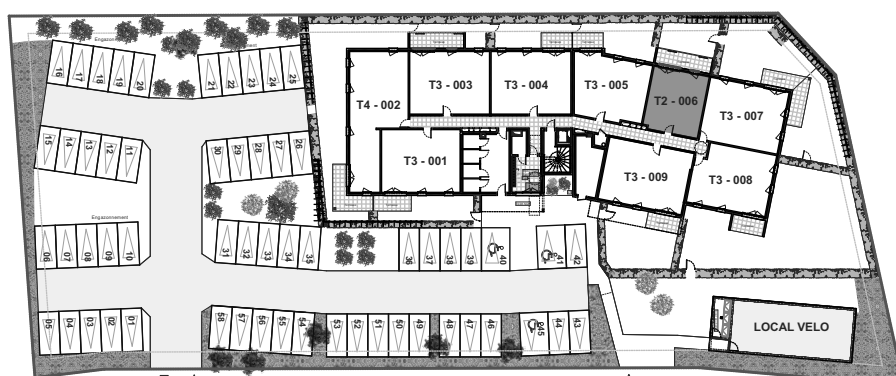 Engazonnement
Engazonnement
16 17 18 19 20
21 22 23 24 25
T4 - 002
T3 - 003
T3 - 004
T3 - 005
T2 - 006
T3 - 007
15 14 13 12 11
30 29 28 27 26
T3 - 001
T3 - 009
T3 - 008
Engazonnement
06 07 08 09 10
31 32 33 34 35
36 37 38 39 40
41 42
05 04 03 02 01
58 57 56 55 54
53 52 51 50 49
48 47 46
45 44 43
LOCAL VELO